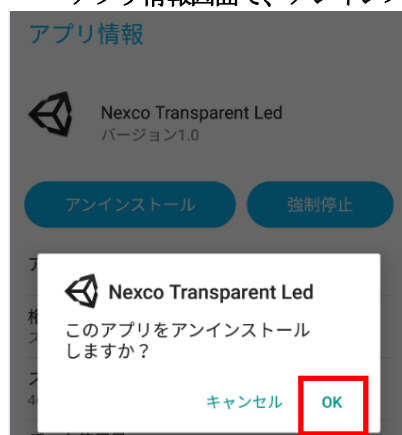 アプリ情報
Nexco Transparent Led
バージョン1.0
アンインストール
強制停止
Nexco Transparent Led
このアプリをアンインストール
しますか？
キャンセル
OK